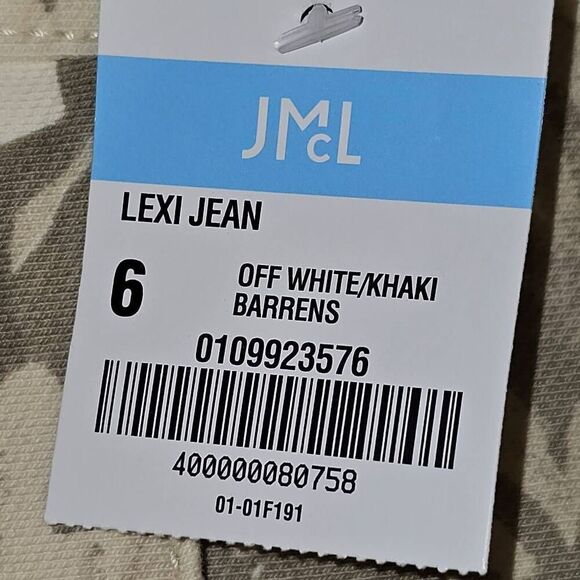 JMcL
LEXI JEAN
6
OFF WHITE/KHAKI
BARRENS
0109923576
400000080758
01-01F191